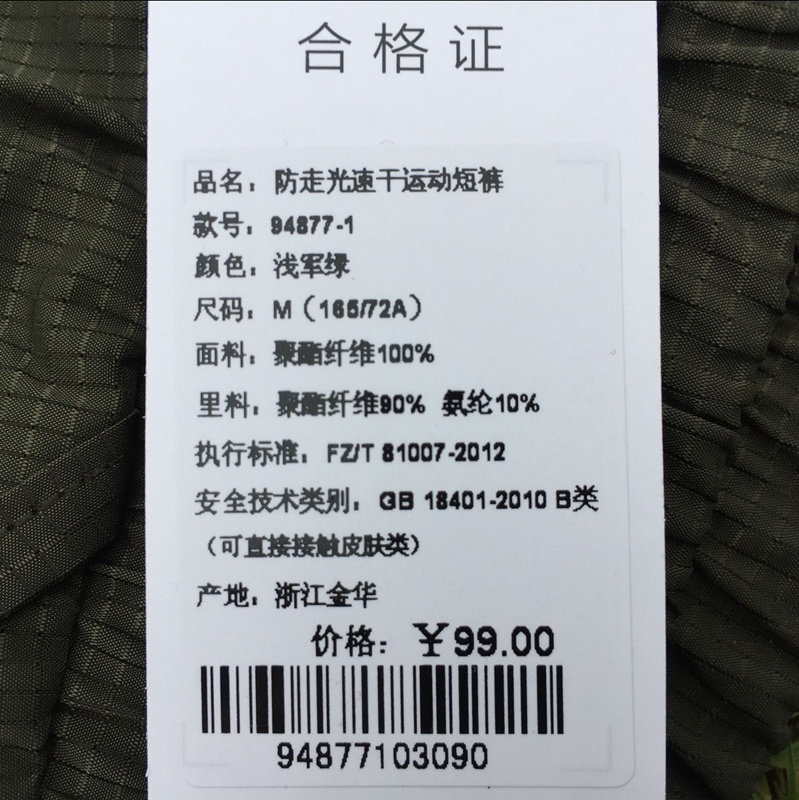 合格证
品名：防走光速干运动短裤
款号：94877-1
颜色：浅军绿
尺码：M（165/72A）
面料：聚酯纤维100%
里料：聚酯纤维90% 氨纶10%
执行标准：FZ/T 81007-2012
安全技术类别：GB 18401-2010 B类
（可直接接触皮肤类）
产地：浙江金华
价格：￥99.00
94877103090